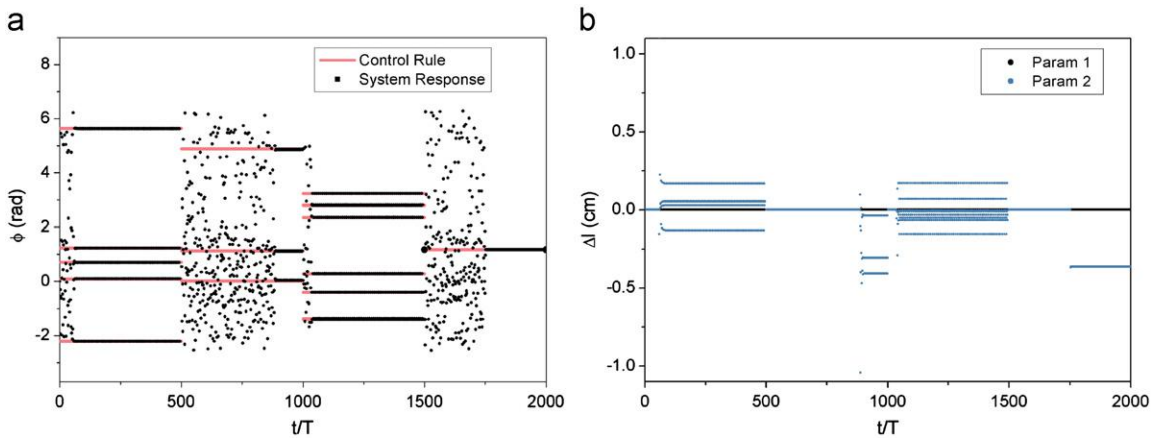 a
8
6
4
2
0
-2
ϕ (rad)
Control Rule
System Response
0
500
1000
1500
2000
t/T
b
1.0
0.5
0.0
-0.5
-1.0
Δl (cm)
Param 1
Param 2
0
500
1000
1500
2000
t/T